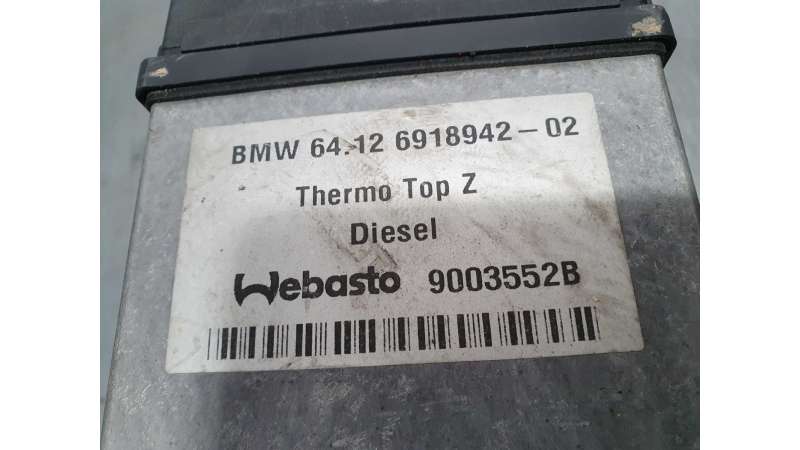 BMW 64.12 6918942-02
Thermo Top Z
Diesel
Webasto 9003552B